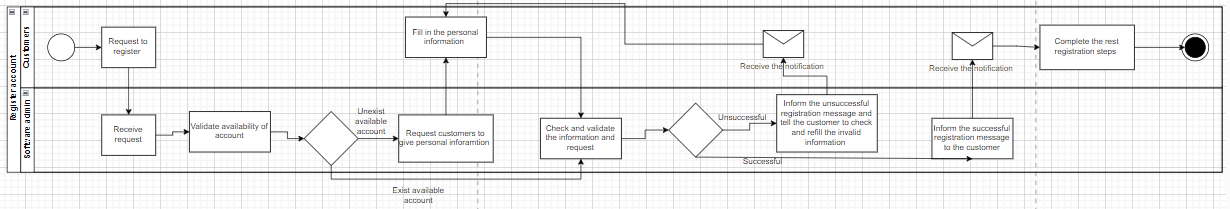 Register account
Customers
Software admin
Request to
register
Fill in the personal
information
Receive the notification
Receive the notification
Complete the rest
registration steps
Receive
request
Validate availability of
account
Unexist
available
account
Request customers to
give personal inforamtion
Exist available
account
Check and validate
the information and
request
Unsuccessful
Successful
Inform the unsuccessful
registration message and
tell the customer to check
and refill the invalid
information
Inform the successful
registration message
to the customer